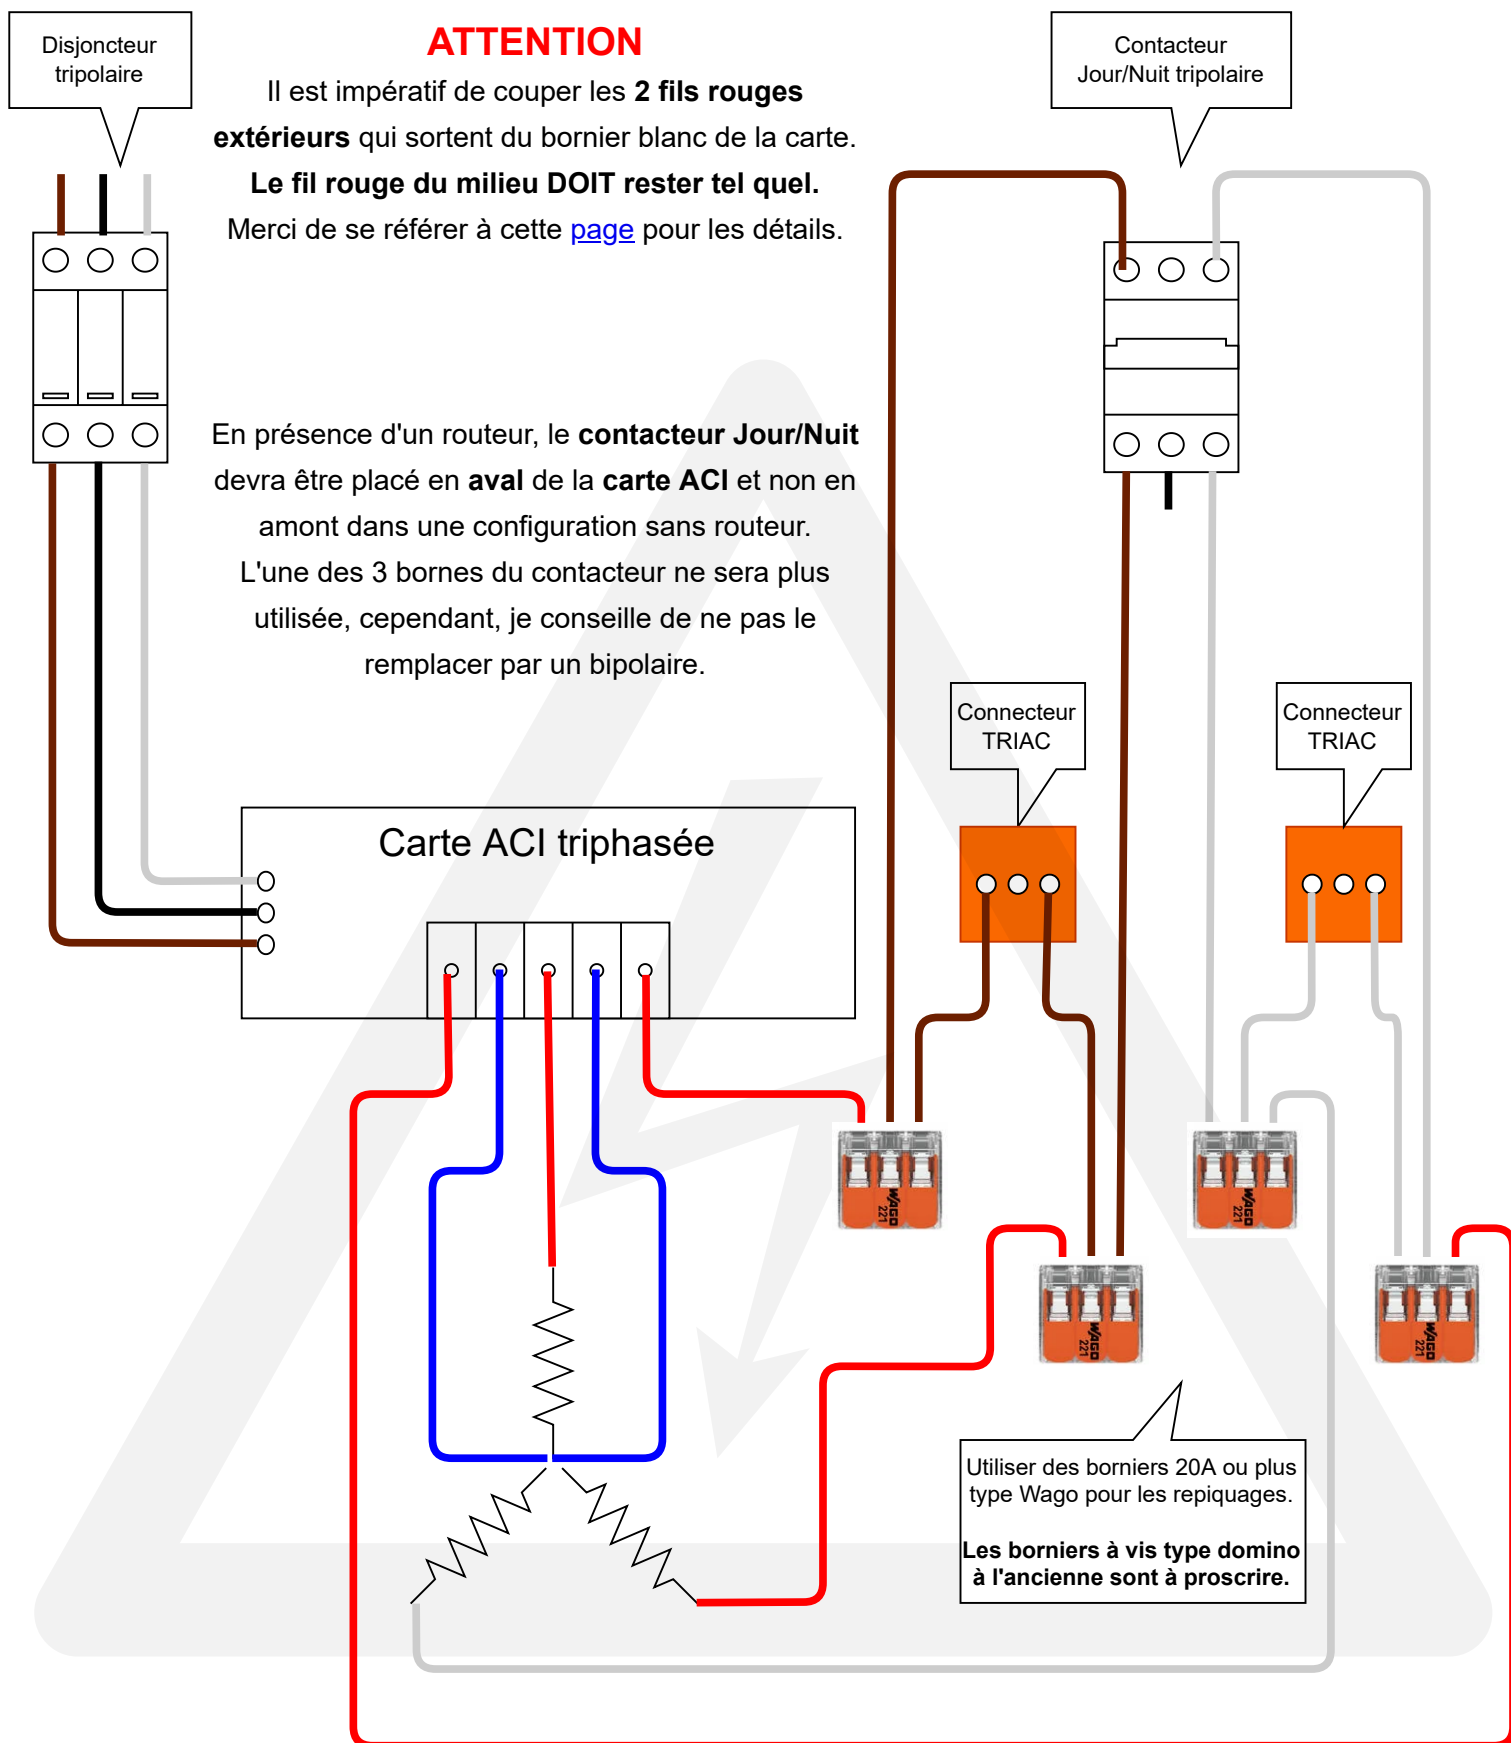 Disjoncteur
tripolaire
ATTENTION
Il est impératif de couper les 2 fils rouges
extérieurs qui sortent du bornier blanc de la carte.
Le fil rouge du milieu DOIT rester tel quel.
Merci de se référer à cette page pour les détails.
Contacteur
Jour/Nuit tripolaire
En présence d'un routeur, le contacteur Jour/Nuit
devra être placé en aval de la carte ACI et non en
amont dans une configuration sans routeur.
L'une des 3 bornes du contacteur ne sera plus
utilisée, cependant, je conseille de ne pas le
remplacer par un bipolaire.
Connecteur
TRIAC
Connecteur
TRIAC
Carte ACI triphasée
WAGO
221
WAGO
221
WAGO
221
WAGO
221
Utiliser des borniers 20A ou plus
type Wago pour les repiquages.
Les borniers à vis type domino
à l'ancienne sont à proscrire.